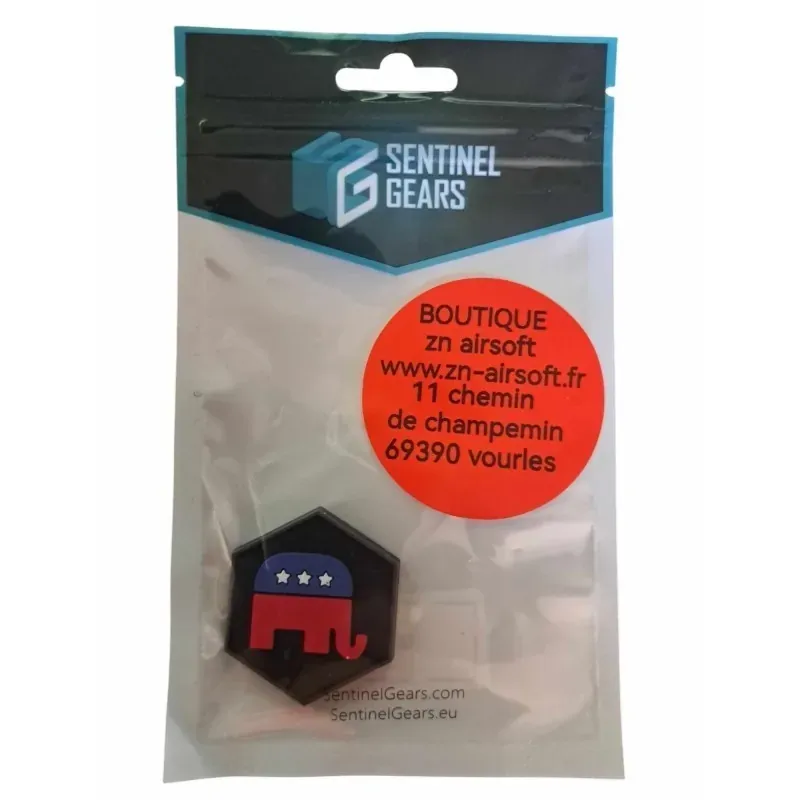 SENTINEL
GEARS
BOUTIQUE
zn airsoft
www.zn-airsoft.fr
11 chemin
de champemin
69390 vourles
SentinelGears.com
SentinelGears.eu